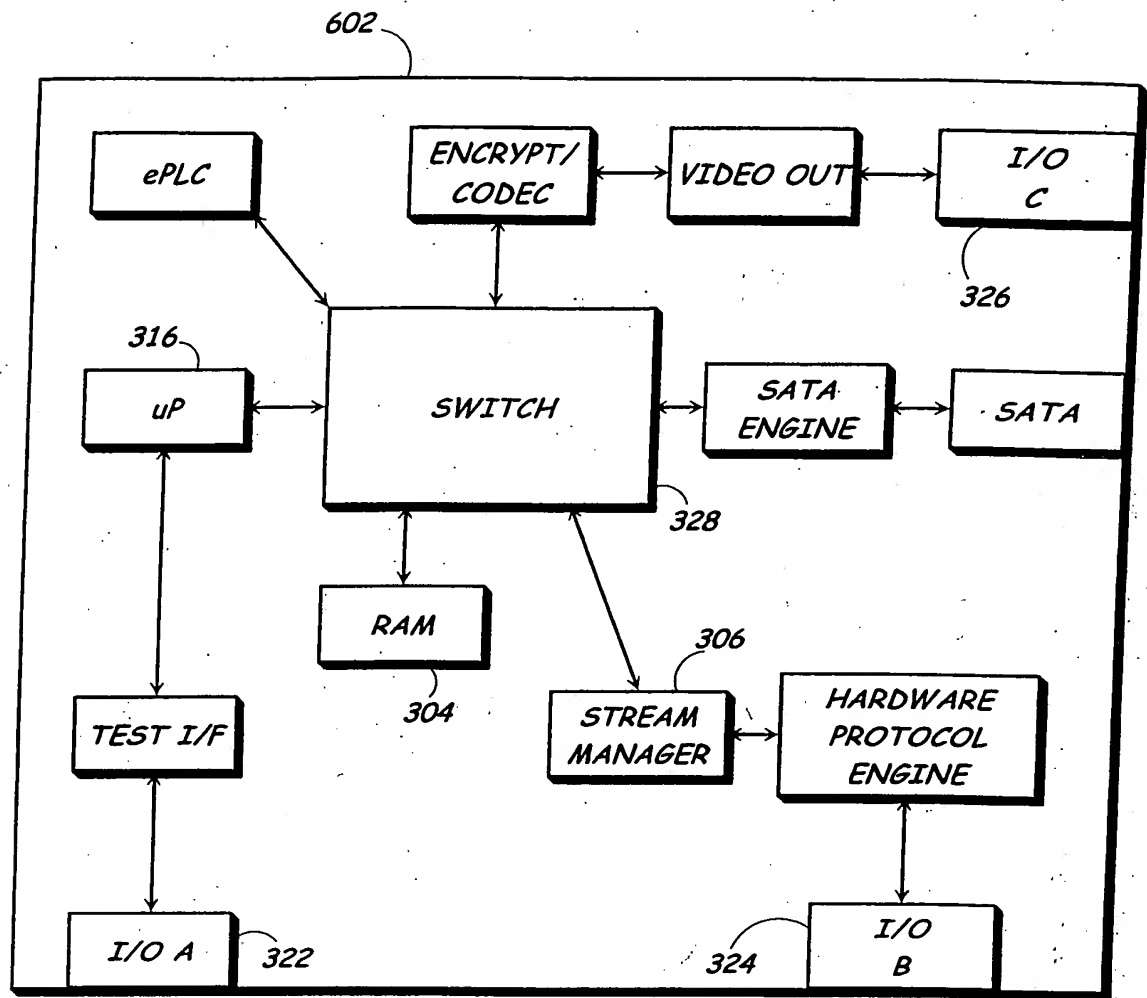 602
ePLC
ENCRYPT/
CODEC
VIDEO OUT
I/O
C
326
316
uP
SWITCH
SATA
ENGINE
SATA
328
RAM
304
306
STREAM
MANAGER
HARDWARE
PROTOCOL
ENGINE
TEST I/F
I/O A
322
324
I/O
B